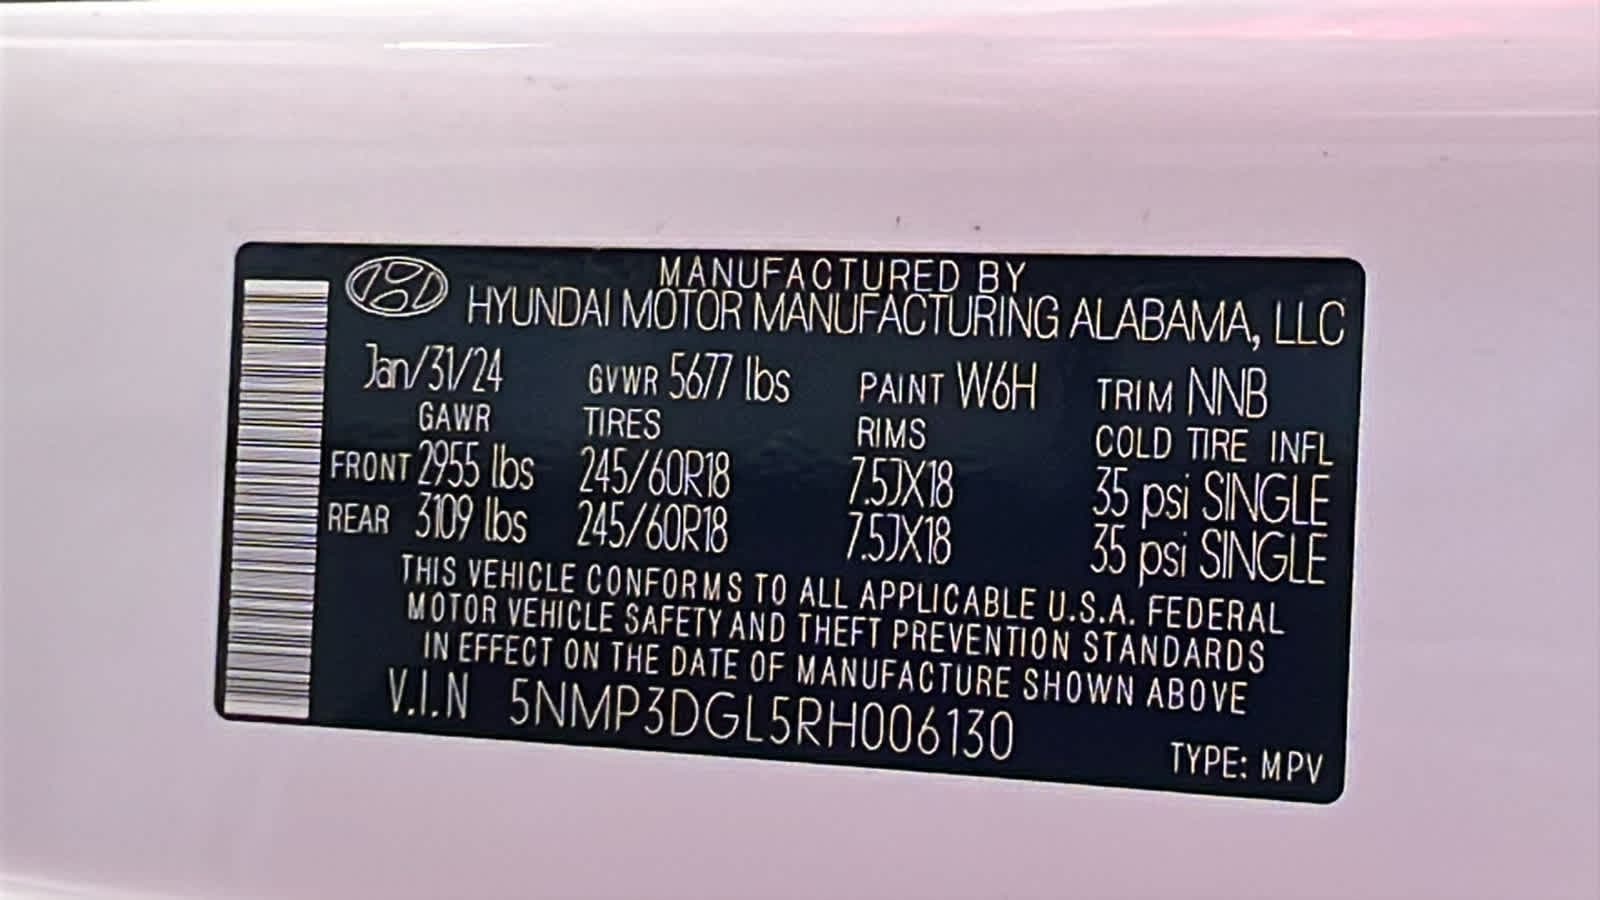 MANUFACTURED BY
HYUNDAI MOTOR MANUFACTURING ALABAMA, LLC
Jan/31/24 GVWR 5677 lbs PAINT W6H TRIM NNB
GAWR TIRES RIMS COLD TIRE INFL
FRONT 2955 lbs 245/60R18 7.5JX18 35 psi SINGLE
REAR 3109 lbs 245/60R18 7.5JX18 35 psi SINGLE
THIS VEHICLE CONFORMS TO ALL APPLICABLE U.S.A. FEDERAL
MOTOR VEHICLE SAFETY AND THEFT PREVENTION STANDARDS
IN EFFECT ON THE DATE OF MANUFACTURE SHOWN ABOVE
V.I.N 5NMP3DGL5RH006130 TYPE: MPV